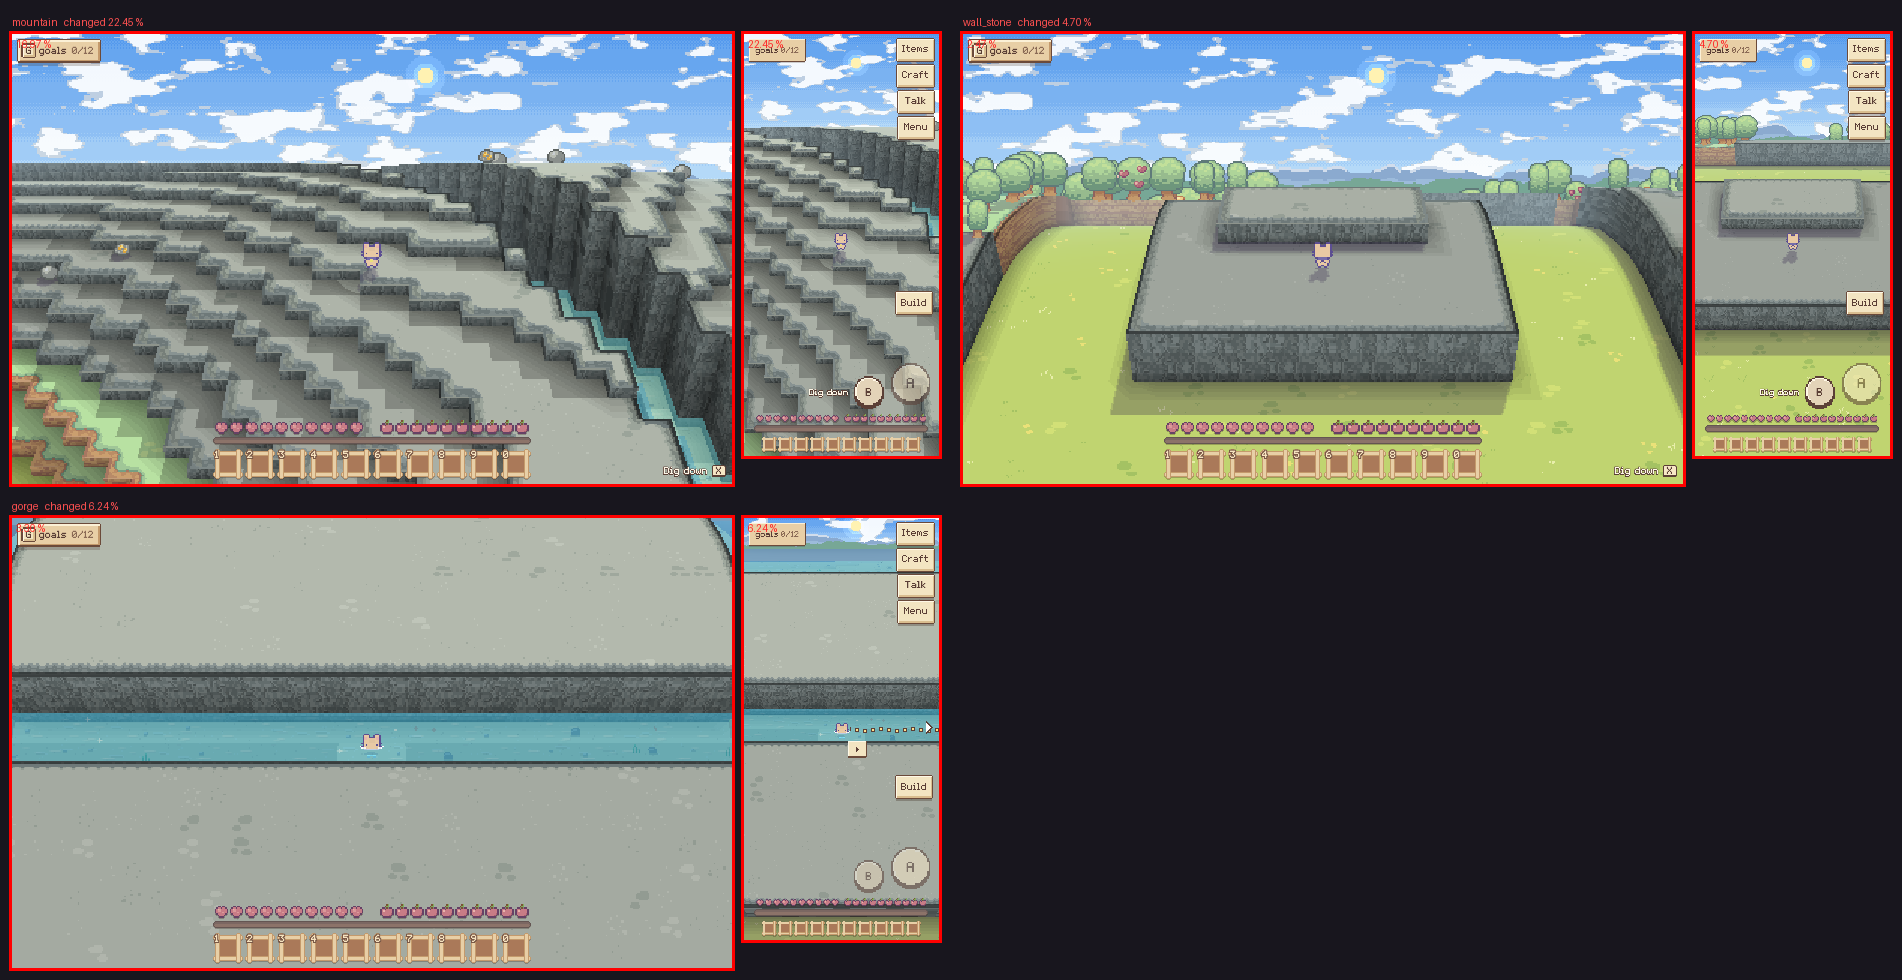 mountain changed 22.45%
G goals 0/12
22.45%
goals 0/12
Items
Craft
Talk
Menu
Build
Dig down B A
1 2 3 4 5 6 7 8 9 0
Dig down X
wall_stone changed 4.70%
G goals 0/12
4.70%
goals 0/12
Items
Craft
Talk
Menu
Build
Dig down B A
1 2 3 4 5 6 7 8 9 0
Dig down X
gorge changed 6.24%
G goals 0/12
6.24%
goals 0/12
Items
Craft
Talk
Menu
Build
B A
1 2 3 4 5 6 7 8 9 0